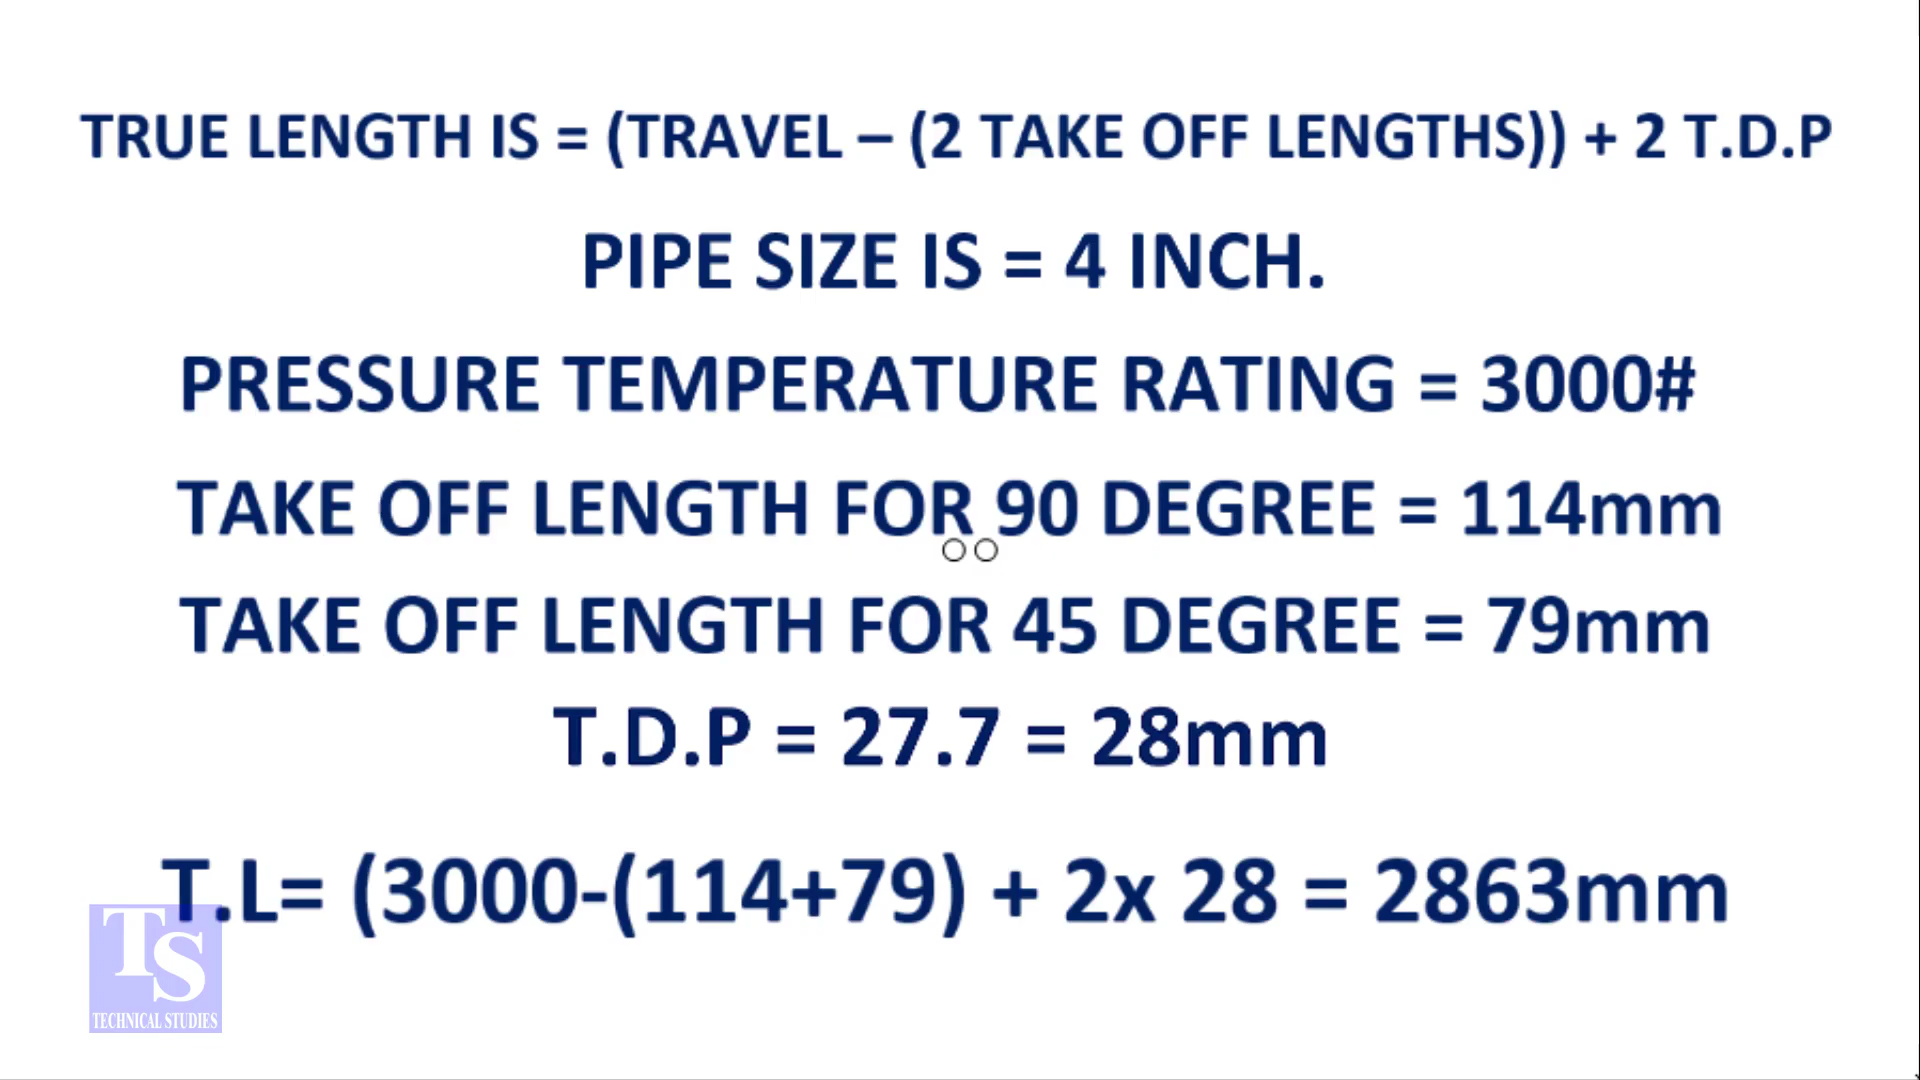 TRUE LENGTH IS = (TRAVEL – (2 TAKE OFF LENGTHS)) + 2 T.D.P
PIPE SIZE IS = 4 INCH.
PRESSURE TEMPERATURE RATING = 3000#
TAKE OFF LENGTH FOR 90 DEGREE = 114mm
TAKE OFF LENGTH FOR 45 DEGREE = 79mm
T.D.P = 27.7 = 28mm
T.L= (3000-(114+79) + 2x 28 = 2863mm
TS
TECHNICAL STUDIES